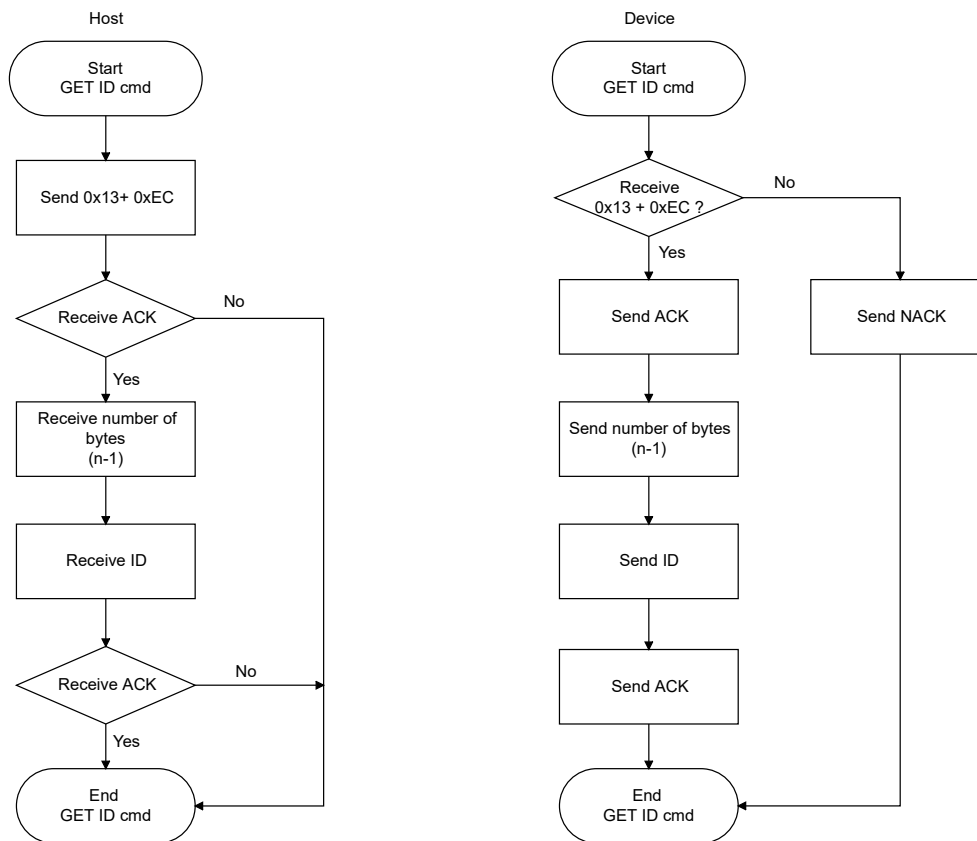 Host
Start
GET ID cmd
Send 0x13+ 0xEC
Receive ACK
No
Yes
Receive number of
bytes
(n-1)
Receive ID
Receive ACK
No
Yes
End
GET ID cmd
Device
Start
GET ID cmd
Receive
0x13 + 0xEC ?
No
Yes
Send ACK
Send NACK
Send number of bytes
(n-1)
Send ID
Send ACK
End
GET ID cmd